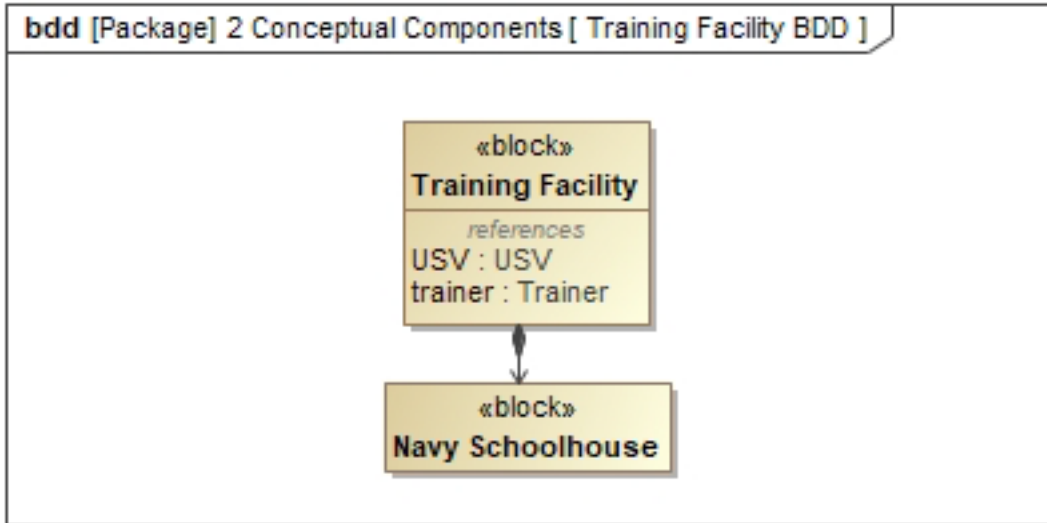 bdd [Package] 2 Conceptual Components [ Training Facility BDD ]
«block»
Training Facility
references
USV : USV
trainer : Trainer
«block»
Navy Schoolhouse